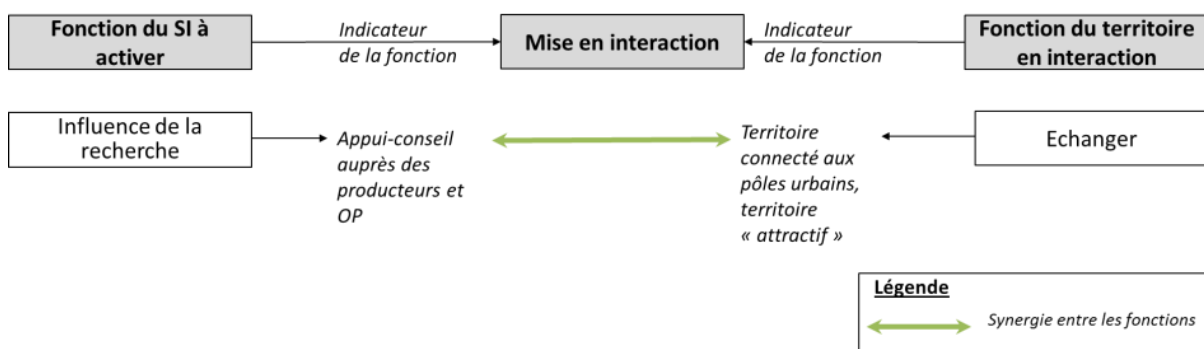 Fonction du SI à
activer
Indicateur
de la fonction
Mise en interaction
Indicateur
de la fonction
Fonction du territoire
en interaction
Influence de la
recherche
Appui-conseil
auprès des
producteurs et
OP
Territoire
connecté aux
pôles urbains,
territoire
« attractif »
Echanger
Légende
Synergie entre les fonctions